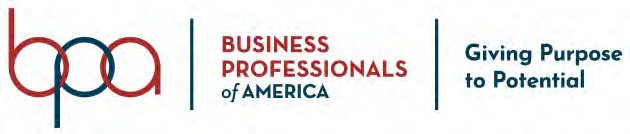 bpa
BUSINESS
PROFESSIONALS
of AMERICA
Giving Purpose
to Potential